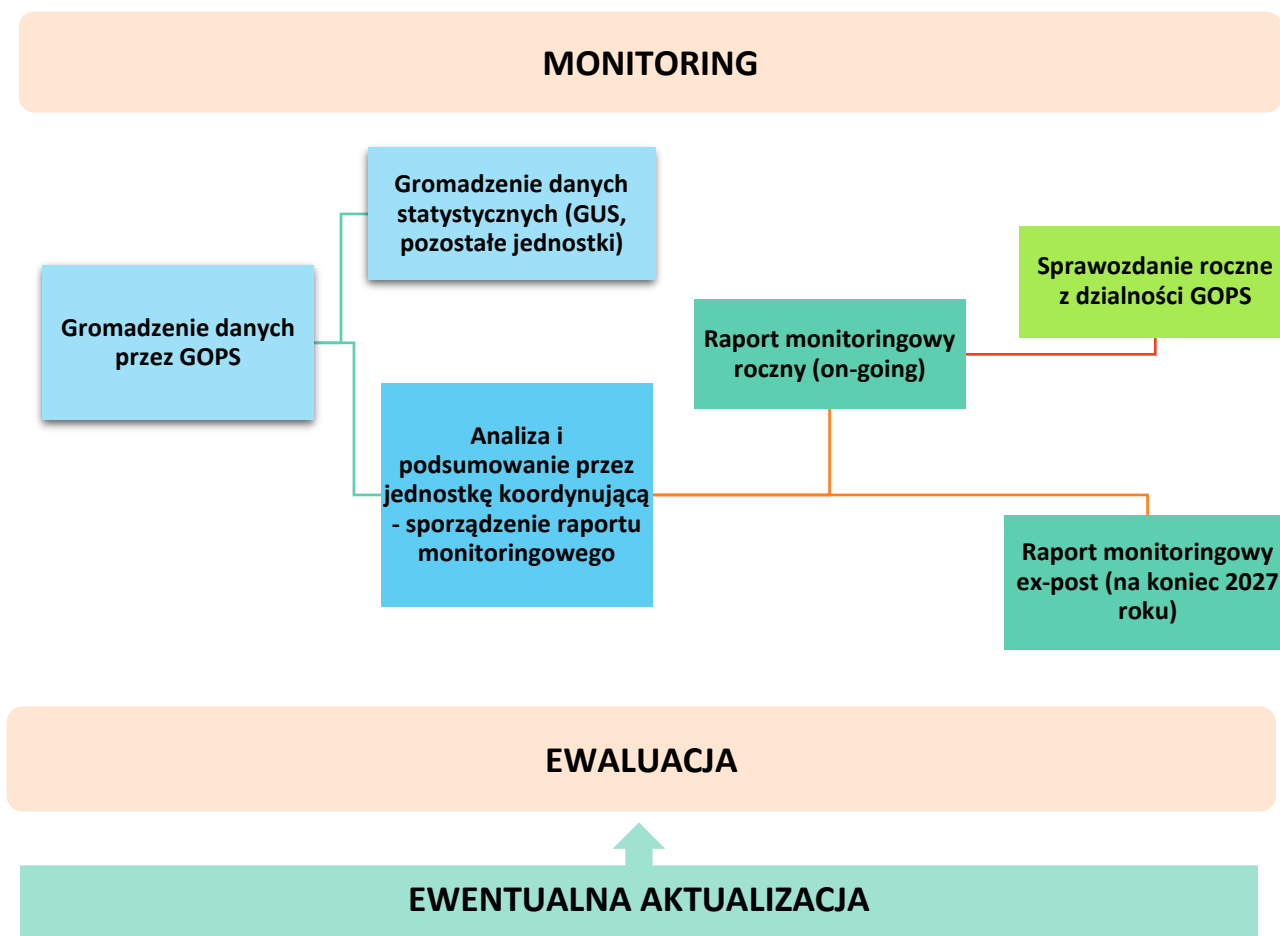 MONITORING
Gromadzenie danych
statystycznych (GUS,
pozostałe jednostki)
Gromadzenie danych
przez GOPS
Analiza i
podsumowanie przez
jednostkę koordynującą
- sporządzenie raportu
monitoringowego
Raport monitoringowy
roczny (on-going)
Sprawozdanie roczne
z dzialności GOPS
Raport monitoringowy
ex-post (na koniec 2027
roku)
EWALUACJA
EWENTUALNA AKTUALIZACJA